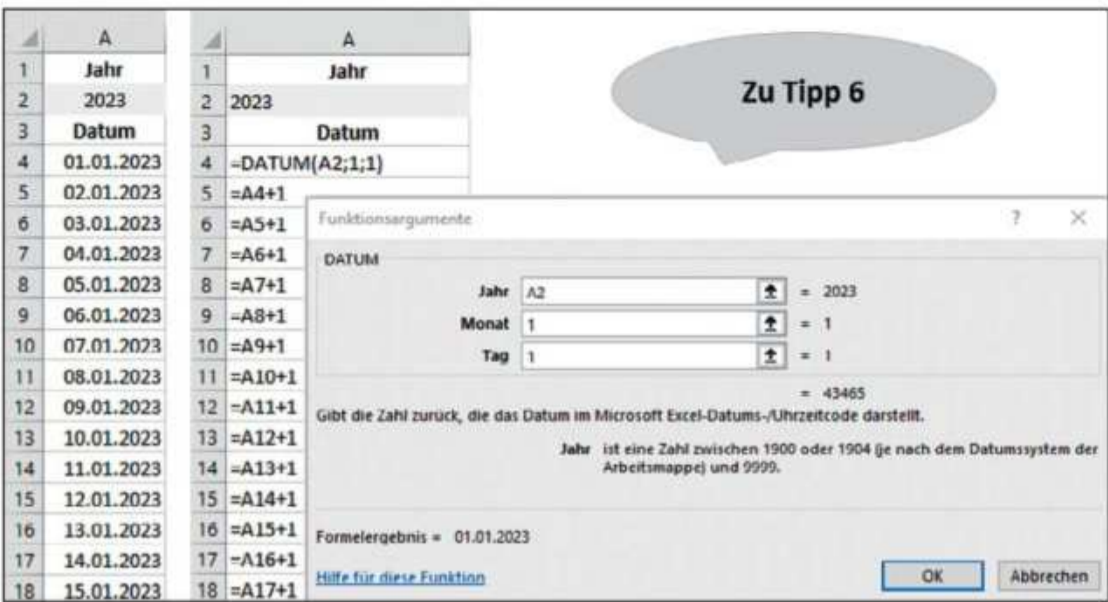 A
1 Jahr
2 2023
3 Datum
4 01.01.2023
5 02.01.2023
6 03.01.2023
7 04.01.2023
8 05.01.2023
9 06.01.2023
10 07.01.2023
11 08.01.2023
12 09.01.2023
13 10.01.2023
14 11.01.2023
15 12.01.2023
16 13.01.2023
17 14.01.2023
18 15.01.2023
A
1 Jahr
2 2023
3 Datum
4 =DATUM(A2;1;1)
5 =A4+1
6 =A5+1
7 =A6+1
8 =A7+1
9 =A8+1
10 =A9+1
11 =A10+1
12 =A11+1
13 =A12+1
14 =A13+1
15 =A14+1
16 =A15+1
17 =A16+1
18 =A17+1
Zu Tipp 6
Funktionsargumente ? ×
DATUM
Jahr A2 = 2023
Monat 1 = 1
Tag 1 = 1
= 43465
Gibt die Zahl zurück, die das Datum im Microsoft Excel-Datums-/Uhrzeitcode darstellt.
Jahr ist eine Zahl zwischen 1900 oder 1904 (je nach dem Datumssystem der
Arbeitsmappe) und 9999.
Formelergebnis = 01.01.2023
Hilfe für diese Funktion
OK Abbrechen